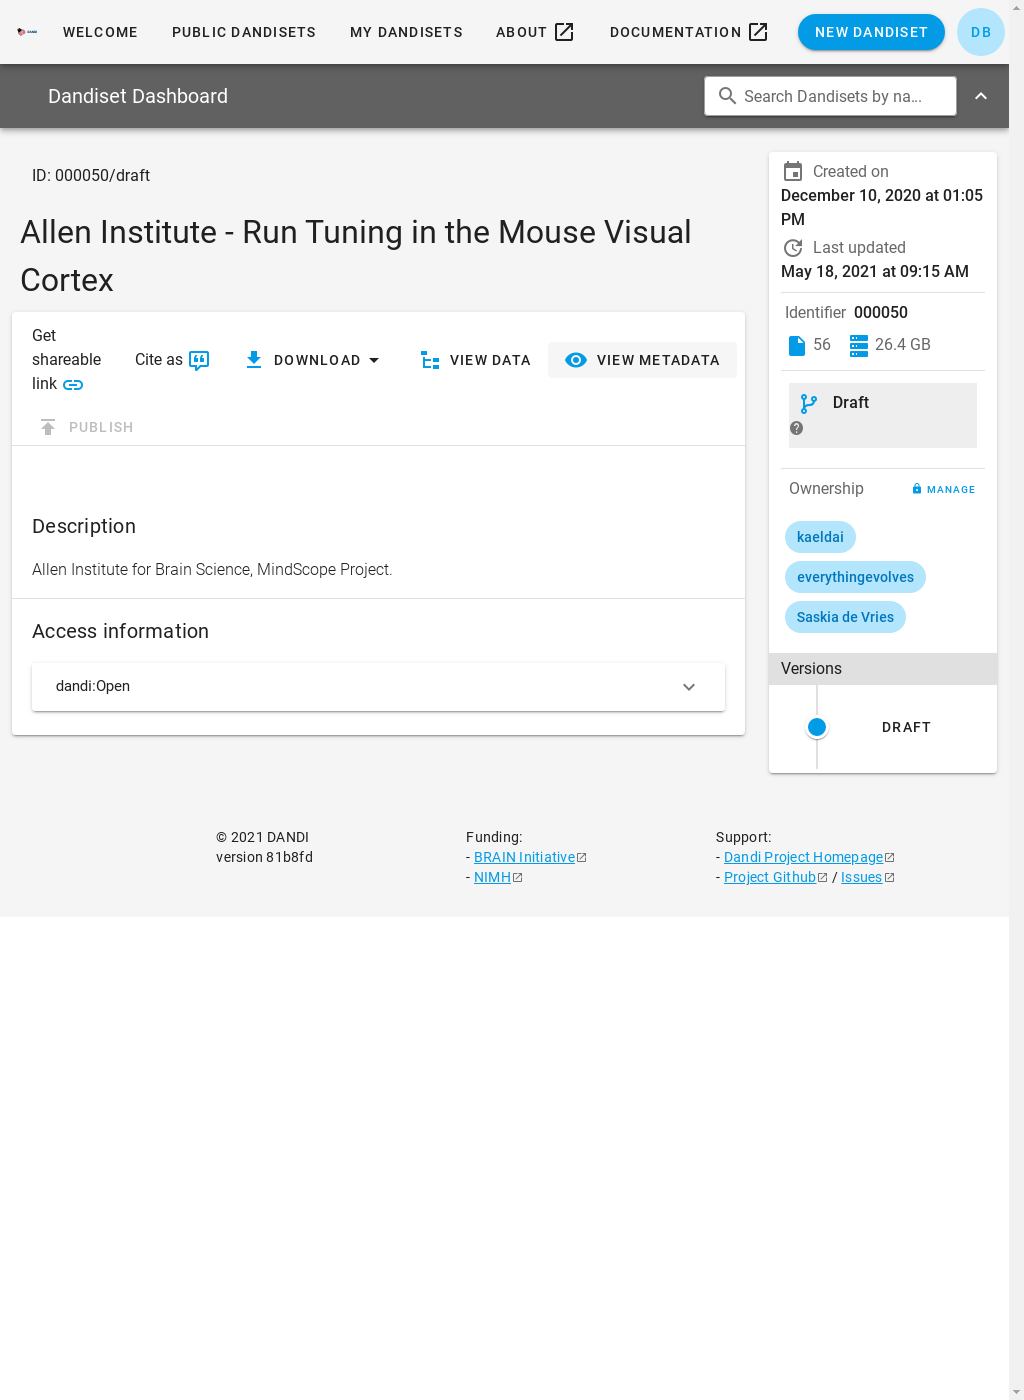 WELCOME PUBLIC DANDISETS MY DANDISETS ABOUT DOCUMENTATION NEW DANDISET DB
Dandiset Dashboard
Search Dandisets by na...
ID: 000050/draft
Allen Institute - Run Tuning in the Mouse Visual
Cortex
Get
shareable
link
Cite as
DOWNLOAD
VIEW DATA
VIEW METADATA
PUBLISH
Description
Allen Institute for Brain Science, MindScope Project.
Access information
dandi:Open
Created on
December 10, 2020 at 01:05
PM
Last updated
May 18, 2021 at 09:15 AM
Identifier 000050
56 26.4 GB
Draft
Ownership MANAGE
kaeldai
everythingevolves
Saskia de Vries
Versions
DRAFT
© 2021 DANDI
version 81b8fd
Funding:
- BRAIN Initiative
- NIMH
Support:
- Dandi Project Homepage
- Project Github / Issues